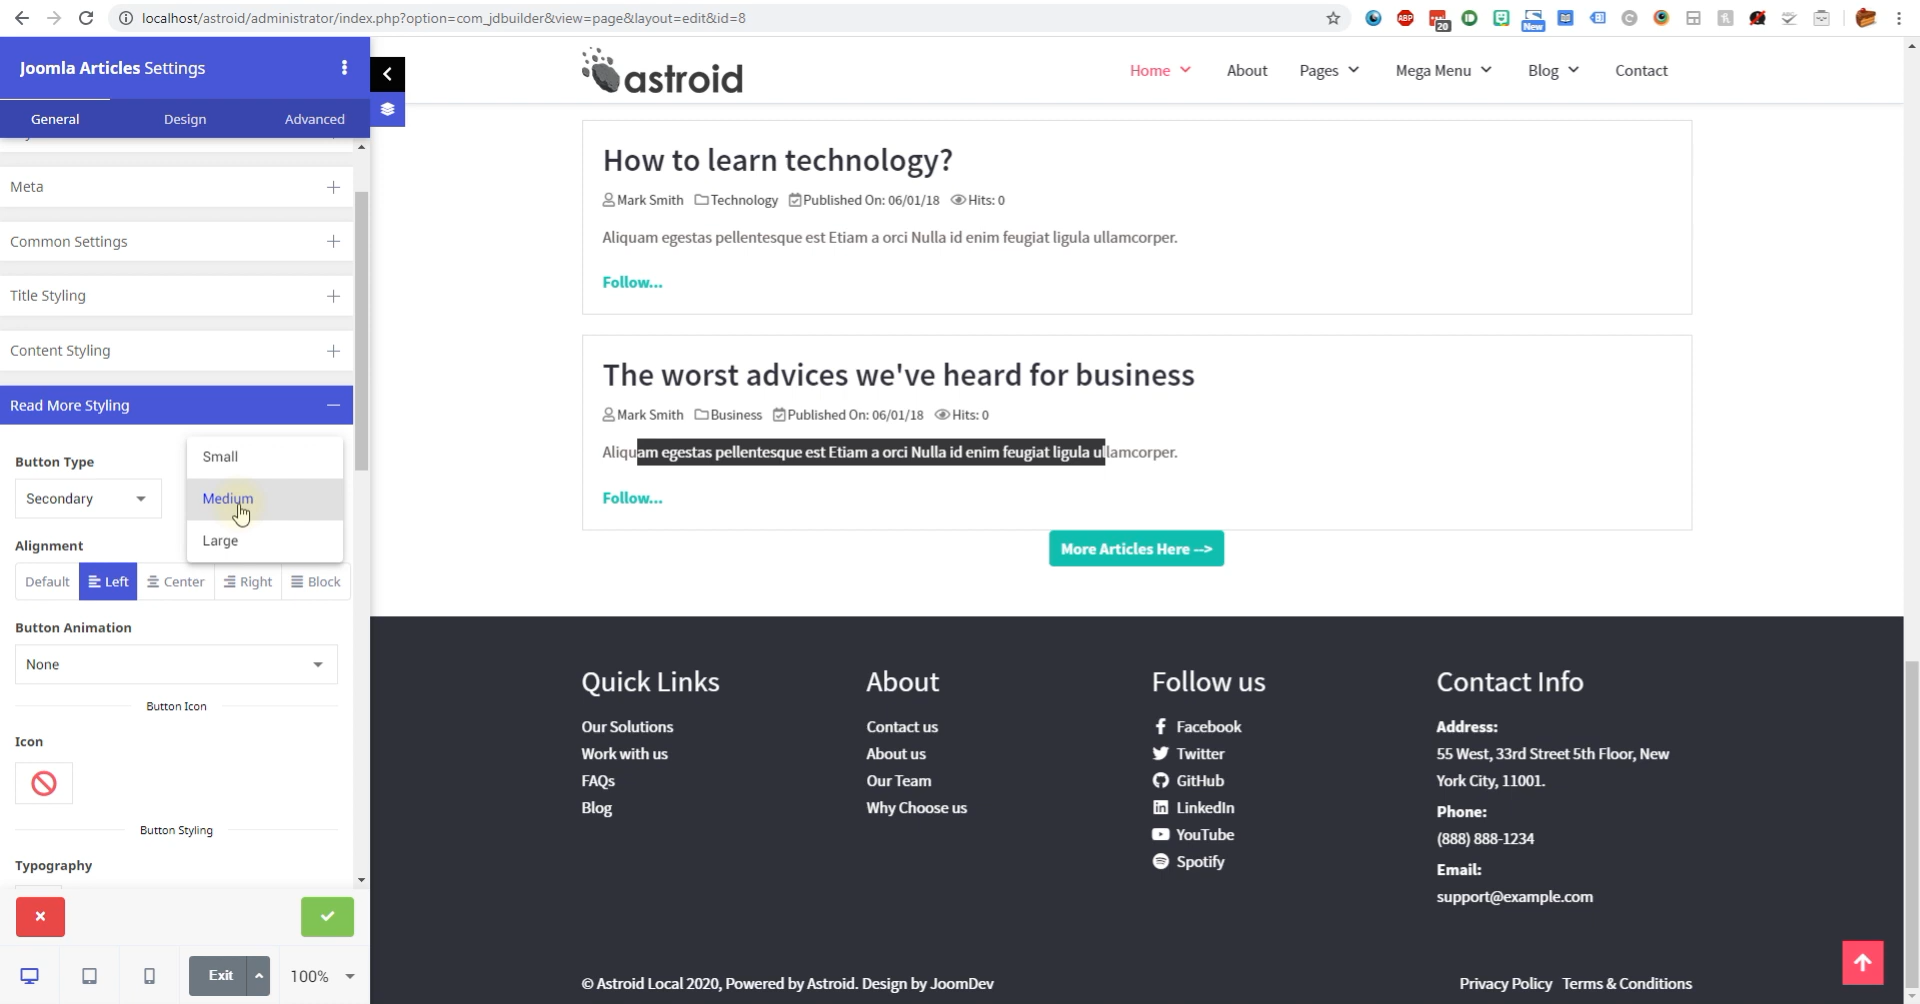 localhost/astroid/administrator/index.php?option=com_jdbuilder&view=page&layout=edit&id=8
ABP
20
New
Joomla Articles Settings
General Design Advanced
Meta
Common Settings
Title Styling
Content Styling
Read More Styling
Button Type
Secondary
Small
Medium
Large
Alignment
Default Left Center Right Block
Button Animation
None
Button Icon
Icon
Button Styling
Typography
Exit
100%
astroid
Home About Pages Mega Menu Blog Contact
How to learn technology?
Mark Smith Technology Published On: 06/01/18 Hits: 0
Aliquam egestas pellentesque est Etiam a orci Nulla id enim feugiat ligula ullamcorper.
Follow...
The worst advices we've heard for business
Mark Smith Business Published On: 06/01/18 Hits: 0
Aliquam egestas pellentesque est Etiam a orci Nulla id enim feugiat ligula ullamcorper.
Follow...
More Articles Here -->
Quick Links
Our Solutions
Work with us
FAQs
Blog
About
Contact us
About us
Our Team
Why Choose us
Follow us
Facebook
Twitter
GitHub
LinkedIn
YouTube
Spotify
Contact Info
Address:
55 West, 33rd Street 5th Floor, New
York City, 11001.
Phone:
(888) 888-1234
Email:
support@example.com
© Astroid Local 2020, Powered by Astroid. Design by JoomDev
Privacy Policy Terms & Conditions